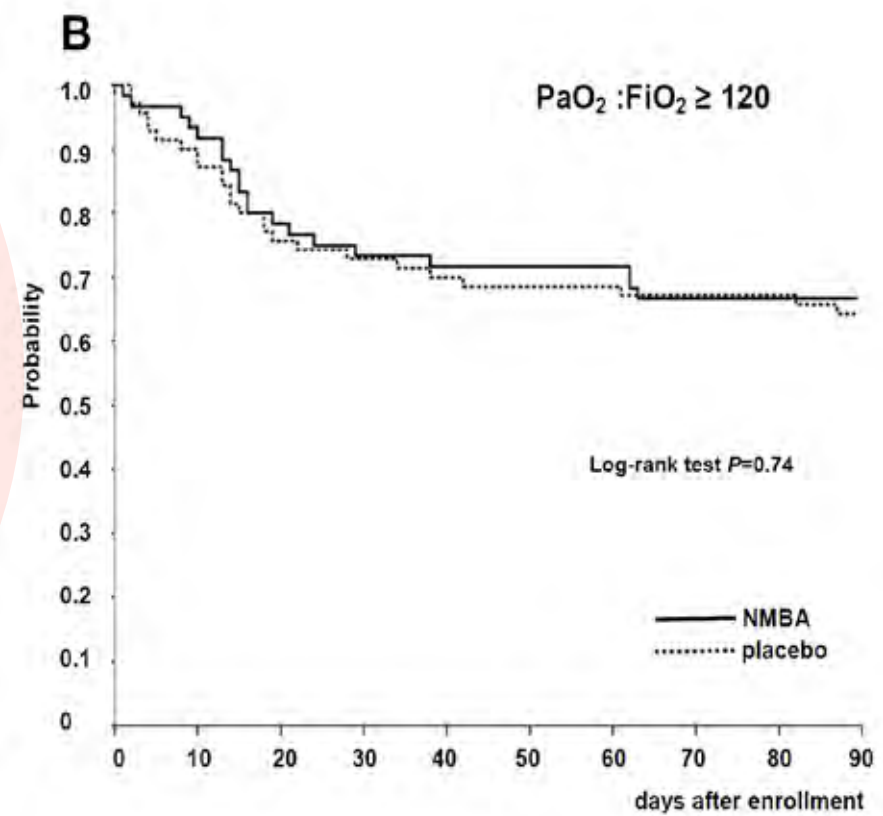 B
PaO₂ :FiO₂ ≥ 120
1.0
0.9
0.8
0.7
0.6
0.5
0.4
0.3
0.2
0.1
0
Probability
Log-rank test P=0.74
NMBA
placebo
0 10 20 30 40 50 60 70 80 90
days after enrollment